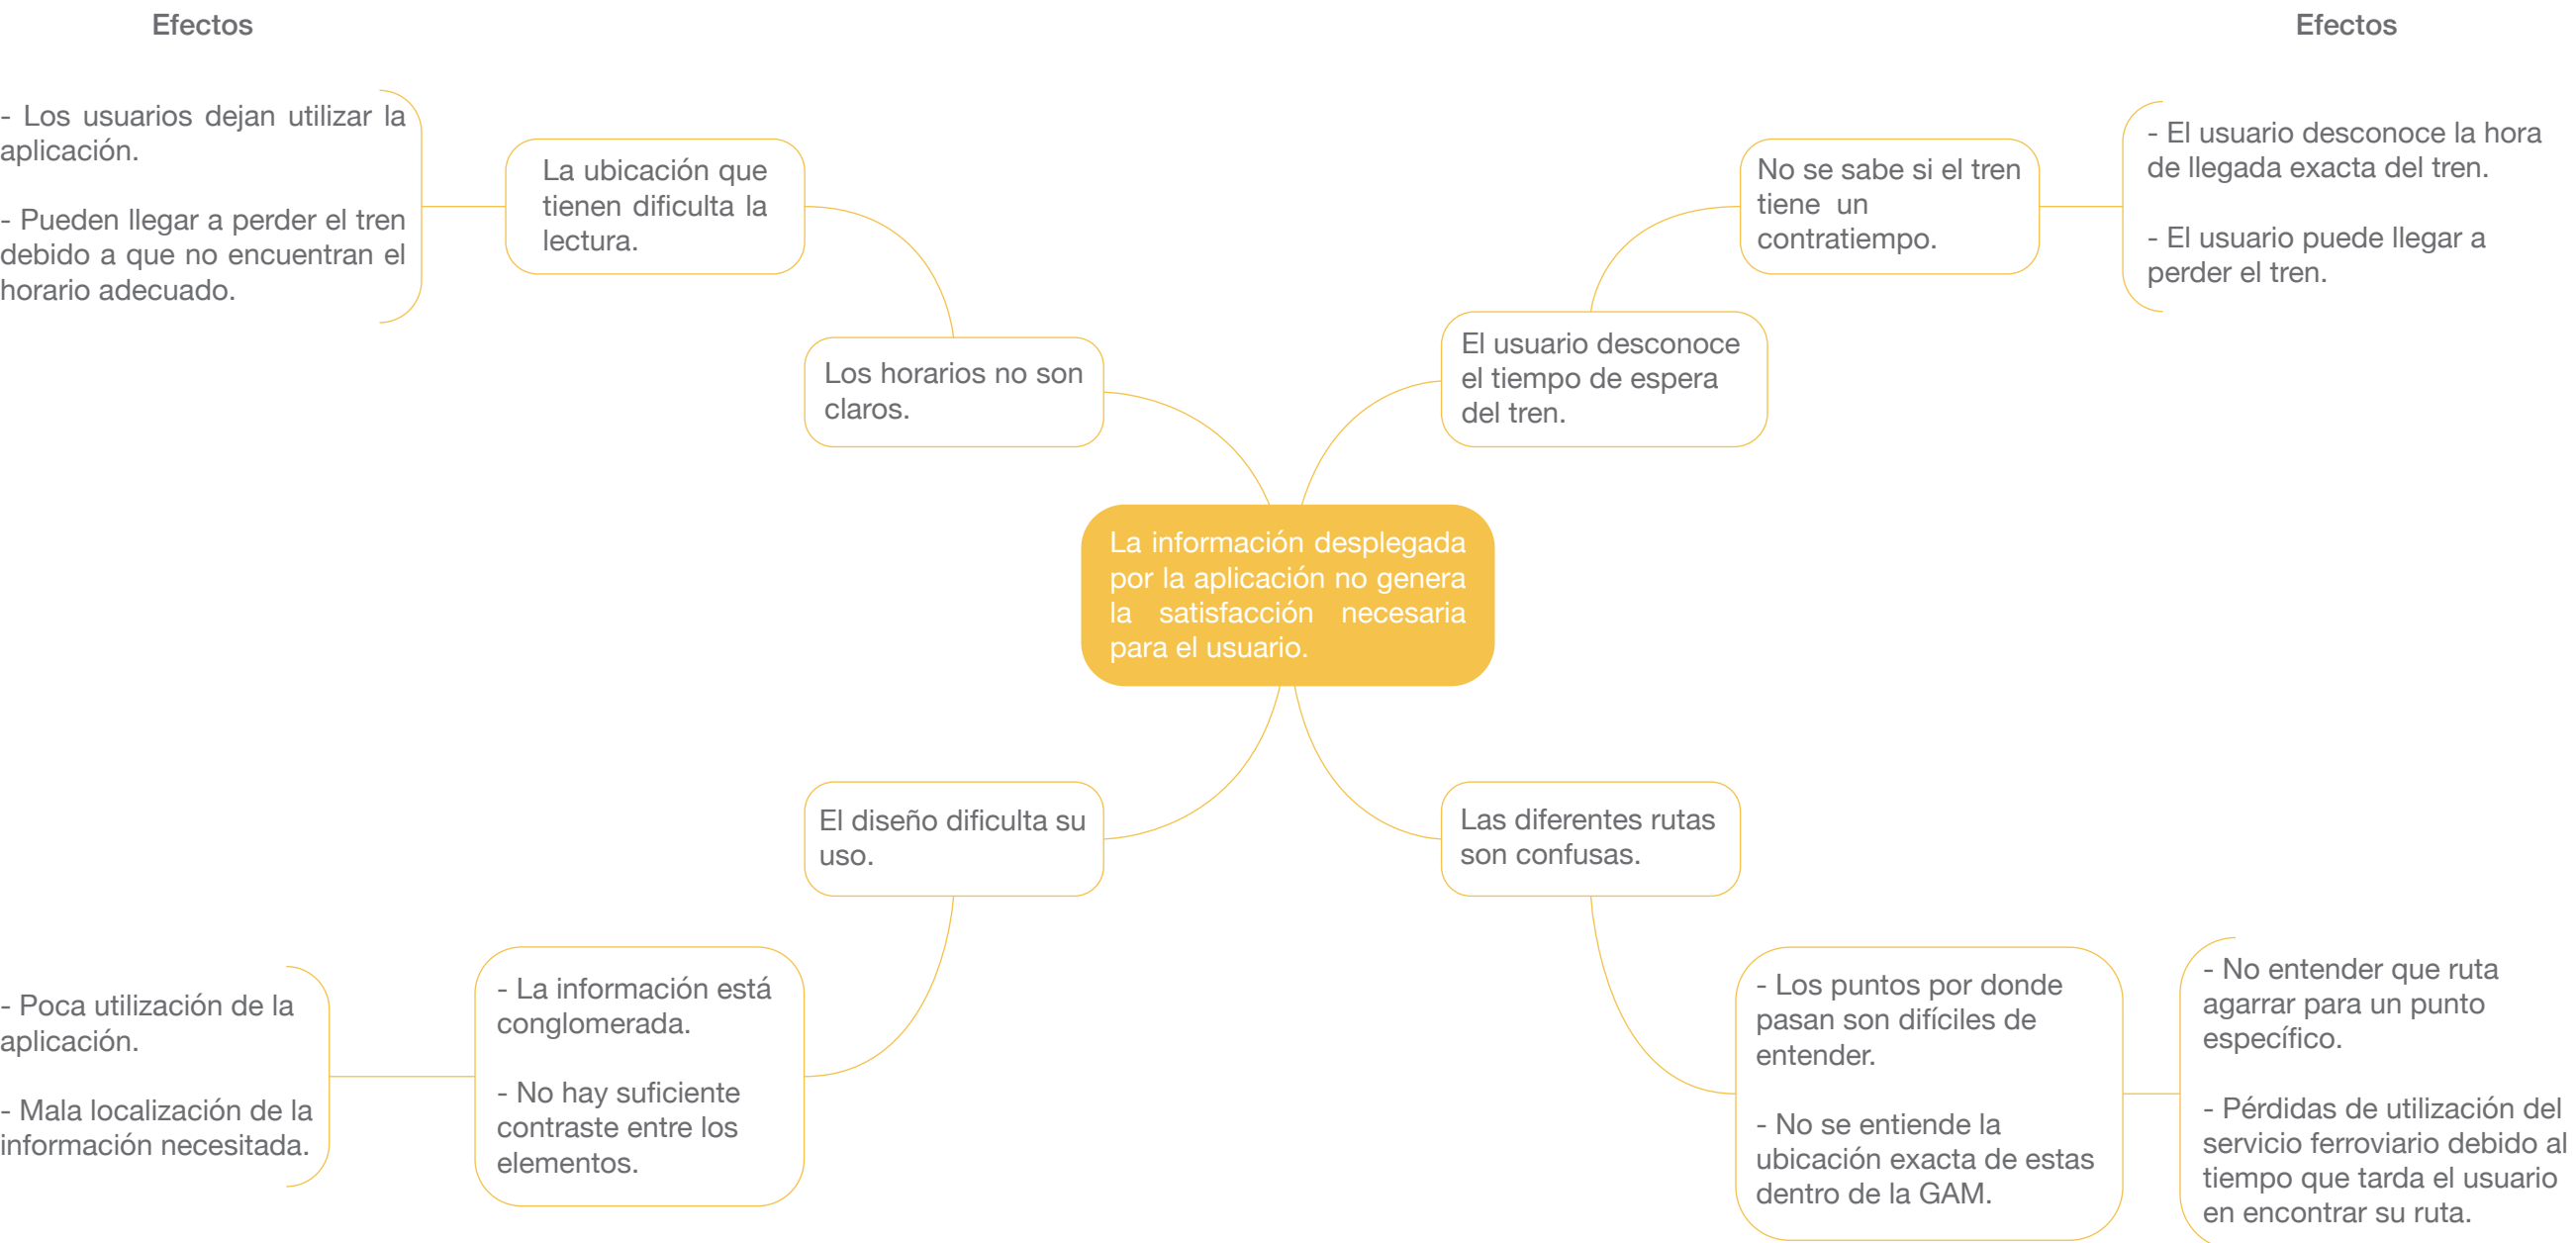 Efectos
- Los usuarios dejan utilizar la
aplicación.
- Pueden llegar a perder el tren
debido a que no encuentran el
horario adecuado.
La ubicación que
tienen dificulta la
lectura.
Los horarios no son
claros.
Efectos
- El usuario desconoce la hora
de llegada exacta del tren.
- El usuario puede llegar a
perder el tren.
No se sabe si el tren
tiene un
contratiempo.
El usuario desconoce
el tiempo de espera
del tren.
La información desplegada
por la aplicación no genera
la satisfacción necesaria
para el usuario.
El diseño dificulta su
uso.
- La información está
conglomerada.
- No hay suficiente
contraste entre los
elementos.
- Poca utilización de la
aplicación.
- Mala localización de la
información necesitada.
Las diferentes rutas
son confusas.
- Los puntos por donde
pasan son difíciles de
entender.
- No se entiende la
ubicación exacta de estas
dentro de la GAM.
- No entender que ruta
agarrar para un punto
específico.
- Pérdidas de utilización del
servicio ferroviario debido al
tiempo que tarda el usuario
en encontrar su ruta.